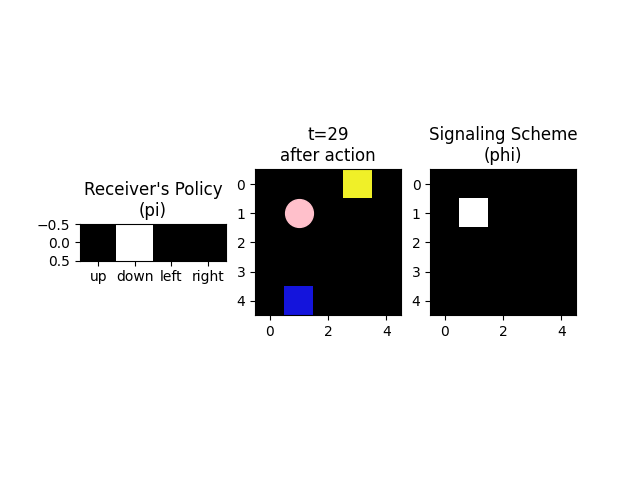 Receiver's Policy
(pi)
−0.5
0.0
0.5
up down left right
t=29
after action
0
1
2
3
4
0 2 4
Signaling Scheme
(phi)
0
1
2
3
4
0 2 4